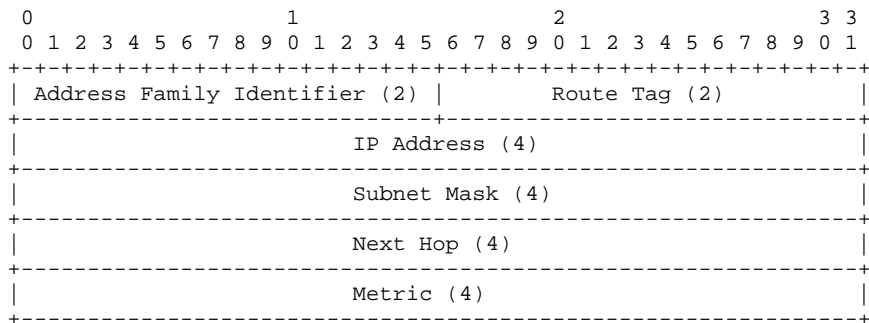 0                   1                   2                   3 3
0 1 2 3 4 5 6 7 8 9 0 1 2 3 4 5 6 7 8 9 0 1 2 3 4 5 6 7 8 9 0 1
+-+-+-+-+-+-+-+-+-+-+-+-+-+-+-+-+-+-+-+-+-+-+-+-+-+-+-+-+-+-+-+-+
| Address Family Identifier (2) |        Route Tag (2)          |
+-------------------------------+-------------------------------+
|                         IP Address (4)                        |
+---------------------------------------------------------------+
|                         Subnet Mask (4)                       |
+---------------------------------------------------------------+
|                         Next Hop (4)                          |
+---------------------------------------------------------------+
|                         Metric (4)                            |
+---------------------------------------------------------------+